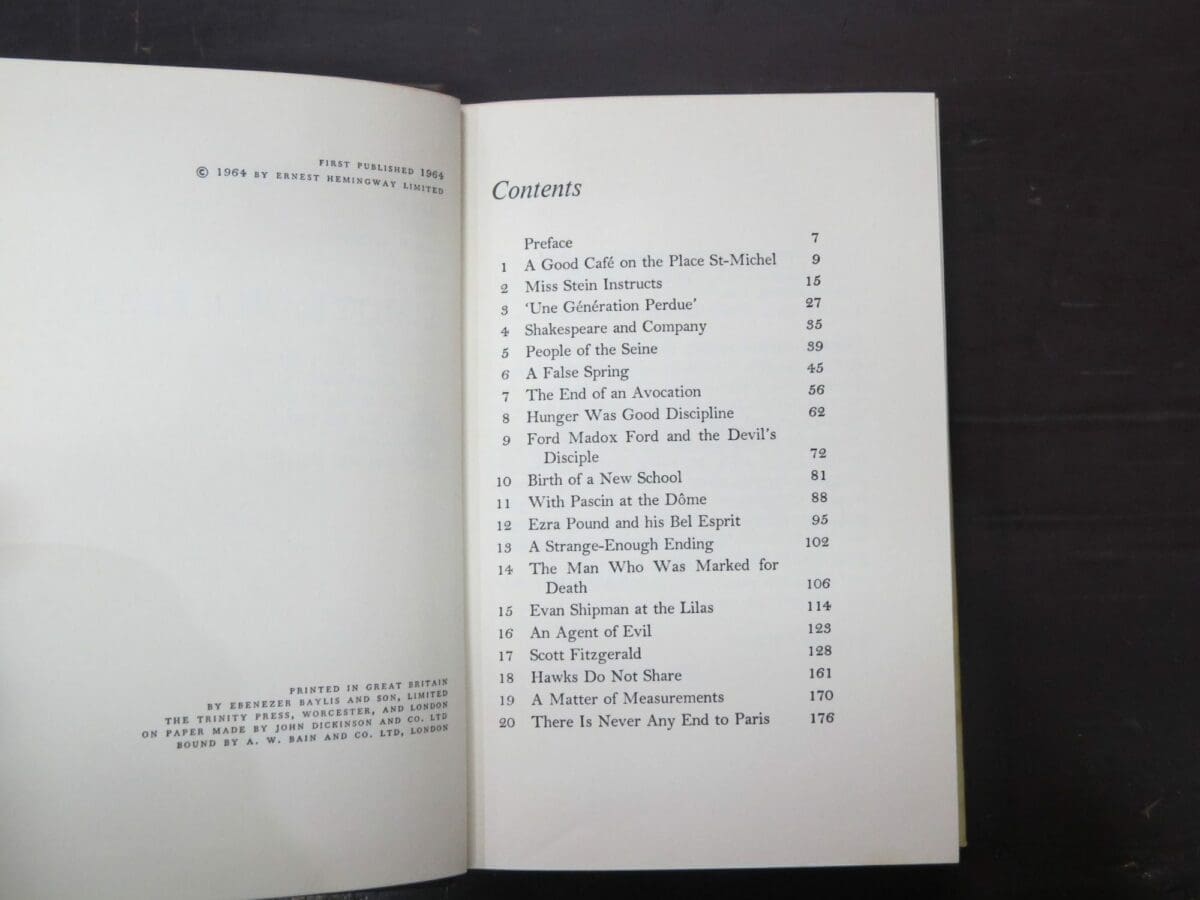 FIRST PUBLISHED 1964
© 1964 BY ERNEST HEMINGWAY LIMITED
PRINTED IN GREAT BRITAIN
BY EBENEZER BAYLIS AND SON, LIMITED
THE TRINITY PRESS, WORCESTER, AND LONDON
ON PAPER MADE BY JOHN DICKINSON AND CO. LTD
BOUND BY A. W. BAIN AND CO. LTD, LONDON
Contents
Preface 7
1 A Good Café on the Place St-Michel 9
2 Miss Stein Instructs 15
3 ‘Une Génération Perdue’ 27
4 Shakespeare and Company 35
5 People of the Seine 39
6 A False Spring 45
7 The End of an Avocation 56
8 Hunger Was Good Discipline 62
9 Ford Madox Ford and the Devil’s
Disciple 72
10 Birth of a New School 81
11 With Pascin at the Dôme 88
12 Ezra Pound and his Bel Esprit 95
13 A Strange-Enough Ending 102
14 The Man Who Was Marked for
Death 106
15 Evan Shipman at the Lilas 114
16 An Agent of Evil 123
17 Scott Fitzgerald 128
18 Hawks Do Not Share 161
19 A Matter of Measurements 170
20 There Is Never Any End to Paris 176